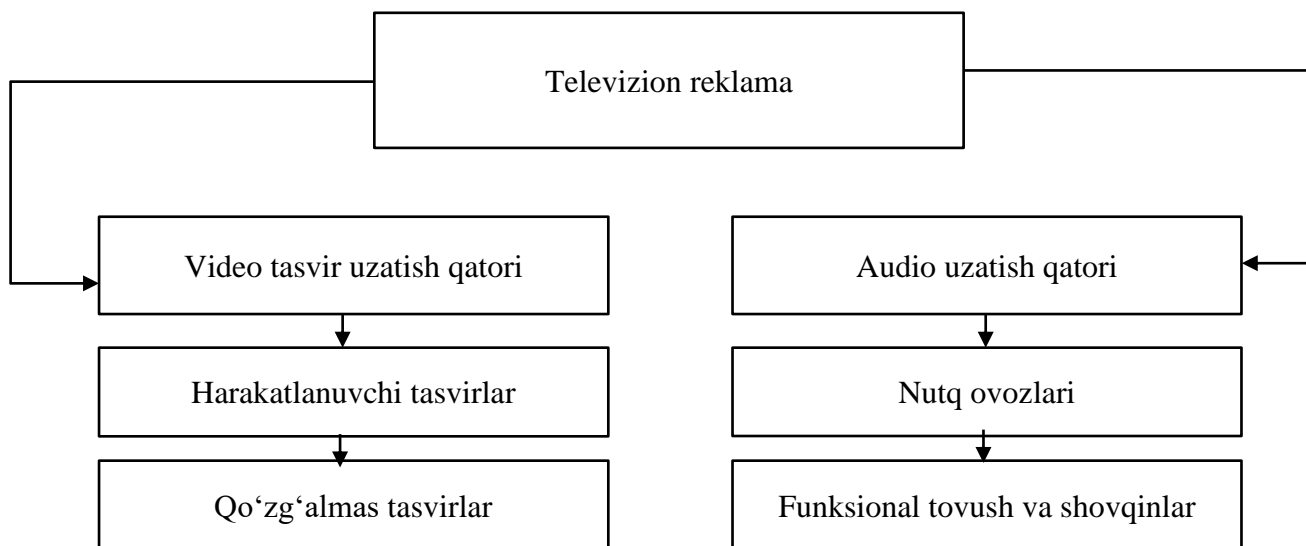 Televizion reklama
Video tasvir uzatish qatori
Audio uzatish qatori
Harakatlanuvchi tasvirlar
Nutq ovozlari
Qo‘zg‘almas tasvirlar
Funksional tovush va shovqinlar